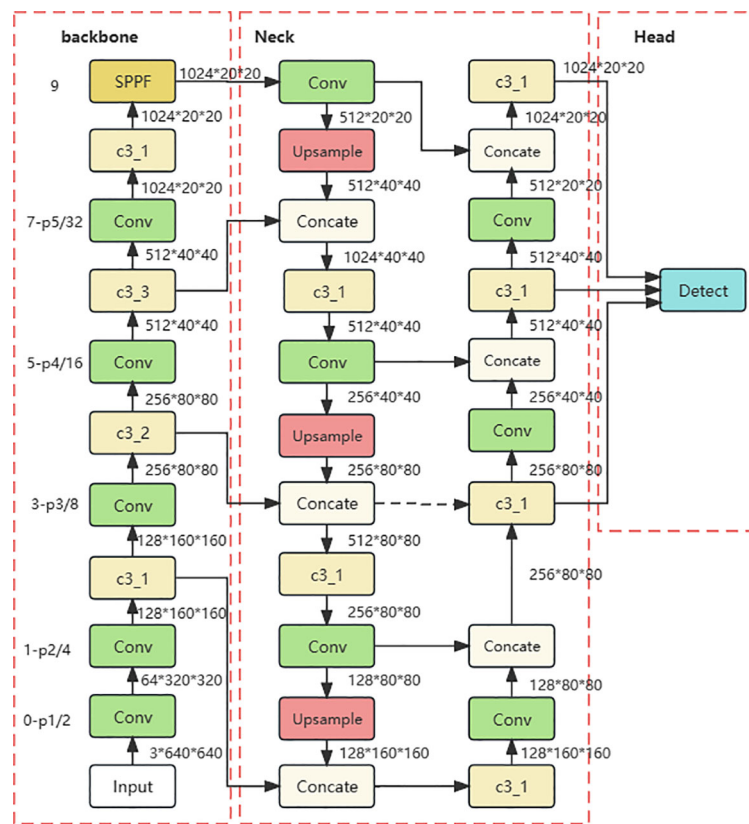 backbone
Neck
Head
9
SPPF
1024*20*20
1024*20*20
c3_1
1024*20*20
7-p5/32
Conv
512*40*40
c3_3
512*40*40
5-p4/16
Conv
256*80*80
c3_2
256*80*80
3-p3/8
Conv
128*160*160
c3_1
128*160*160
1-p2/4
Conv
64*320*320
0-p1/2
Conv
3*640*640
Input
Conv
512*20*20
Upsample
512*40*40
Concate
1024*40*40
c3_1
512*40*40
Conv
256*40*40
Upsample
256*80*80
Concate
512*80*80
c3_1
256*80*80
Conv
128*80*80
Upsample
128*160*160
Concate
c3_1
1024*20*20
1024*20*20
Concate
512*20*20
Conv
512*40*40
c3_1
512*40*40
Concate
256*40*40
Conv
256*80*80
c3_1
256*80*80
Concate
128*80*80
Conv
128*160*160
c3_1
Detect